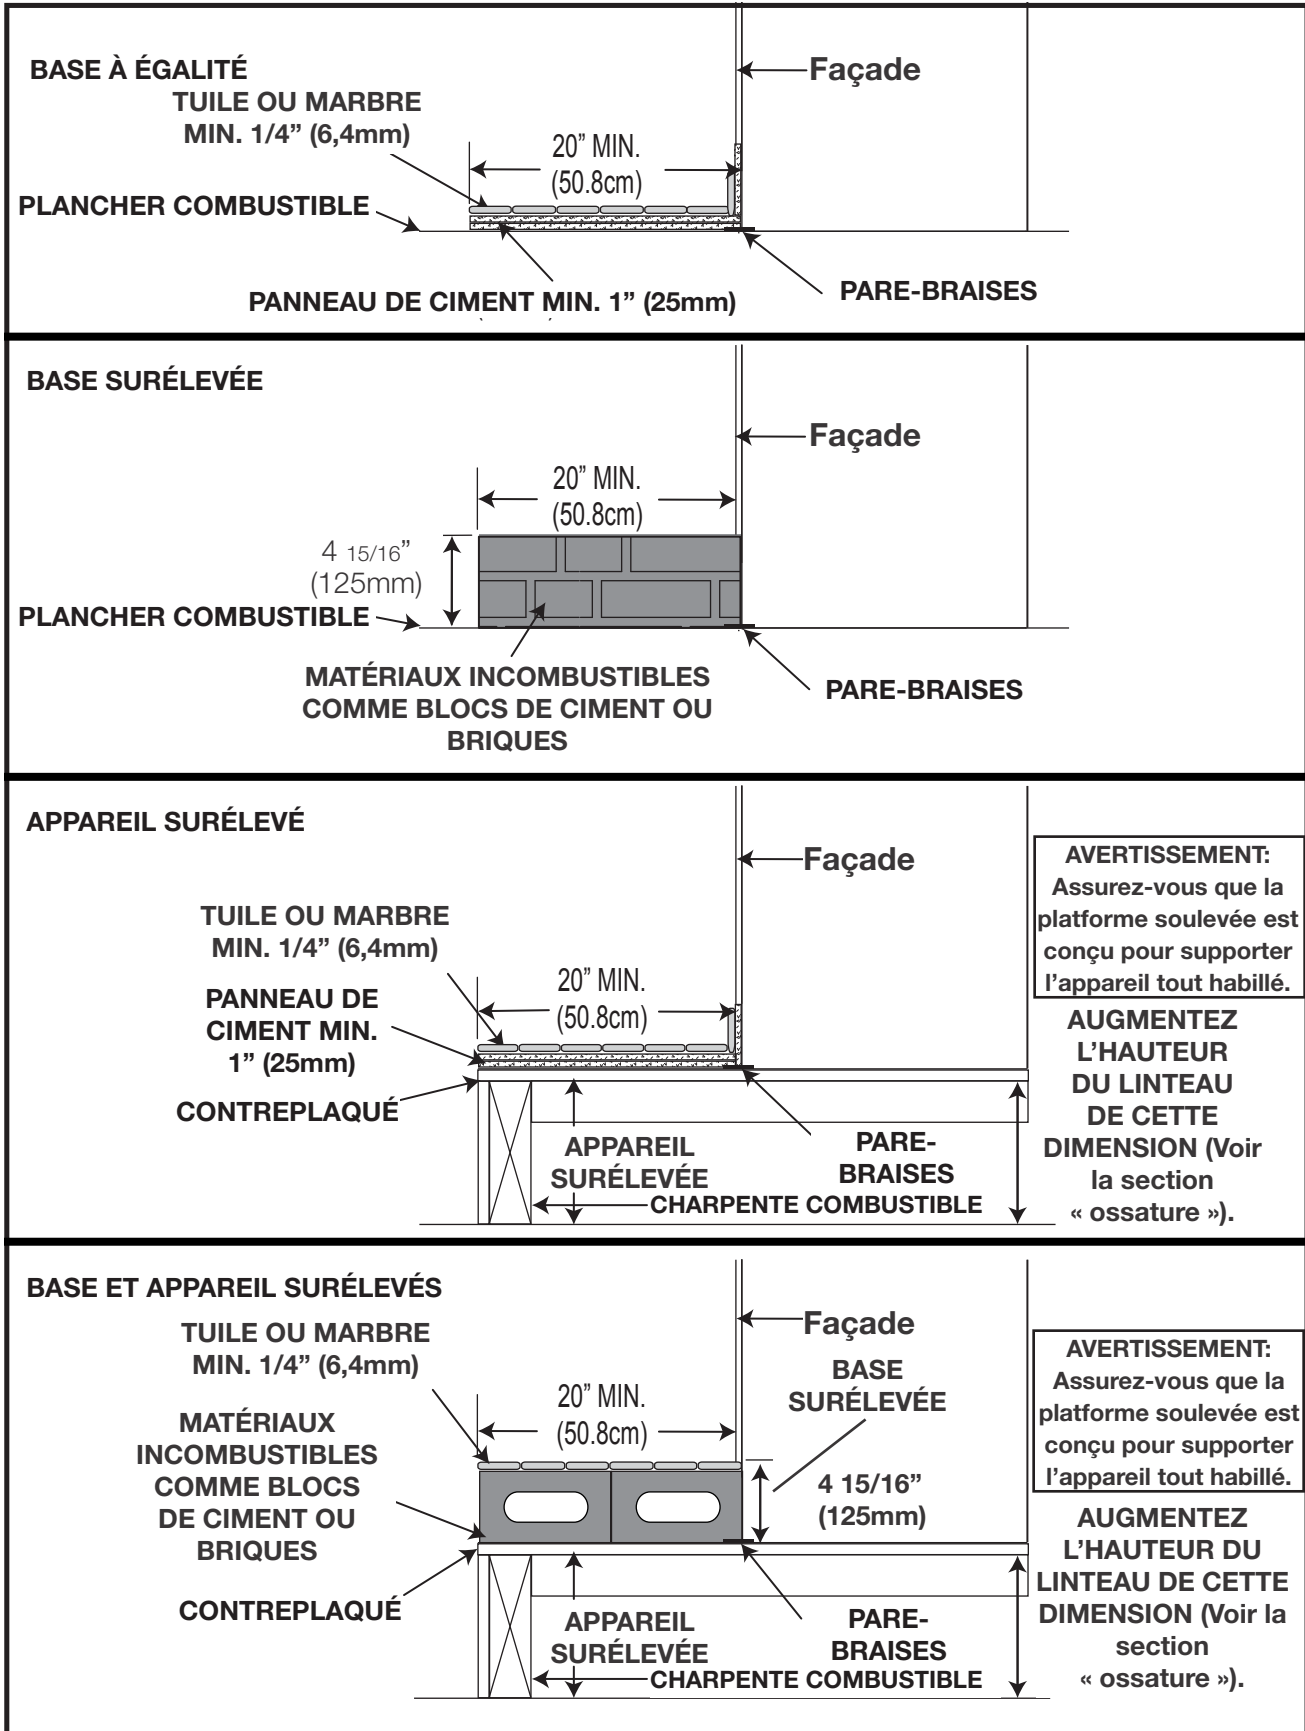 BASE À ÉGALITÉ
TUILE OU MARBRE
MIN. 1/4” (6,4mm)
Façade
20” MIN.
(50.8cm)
PLANCHER COMBUSTIBLE
PANNEAU DE CIMENT MIN. 1” (25mm)
PARE-BRAISES
BASE SURÉLEVÉE
Façade
20” MIN.
(50.8cm)
4 15/16”
(125mm)
PLANCHER COMBUSTIBLE
MATÉRIAUX INCOMBUSTIBLES
COMME BLOCS DE CIMENT OU
BRIQUES
PARE-BRAISES
APPAREIL SURÉLEVÉ
Façade
TUILE OU MARBRE
MIN. 1/4” (6,4mm)
20” MIN.
(50.8cm)
PANNEAU DE
CIMENT MIN.
1” (25mm)
CONTREPLAQUÉ
APPAREIL
SURÉLEVÉE
PARE-
BRAISES
CHARPENTE COMBUSTIBLE
AVERTISSEMENT:
Assurez-vous que la
platforme soulevée est
conçu pour supporter
l’appareil tout habillé.
AUGMENTEZ
L’HAUTEUR
DU LINTEAU
DE CETTE
DIMENSION (Voir
la section
« ossature »).
BASE ET APPAREIL SURÉLEVÉS
TUILE OU MARBRE
MIN. 1/4” (6,4mm)
Façade
20” MIN.
(50.8cm)
BASE
SURÉLEVÉE
MATÉRIAUX
INCOMBUSTIBLES
COMME BLOCS
DE CIMENT OU
BRIQUES
4 15/16”
(125mm)
CONTREPLAQUÉ
APPAREIL
SURÉLEVÉE
PARE-
BRAISES
CHARPENTE COMBUSTIBLE
AVERTISSEMENT:
Assurez-vous que la
platforme soulevée est
conçu pour supporter
l’appareil tout habillé.
AUGMENTEZ
L’HAUTEUR DU
LINTEAU DE CETTE
DIMENSION (Voir la
section
« ossature »).